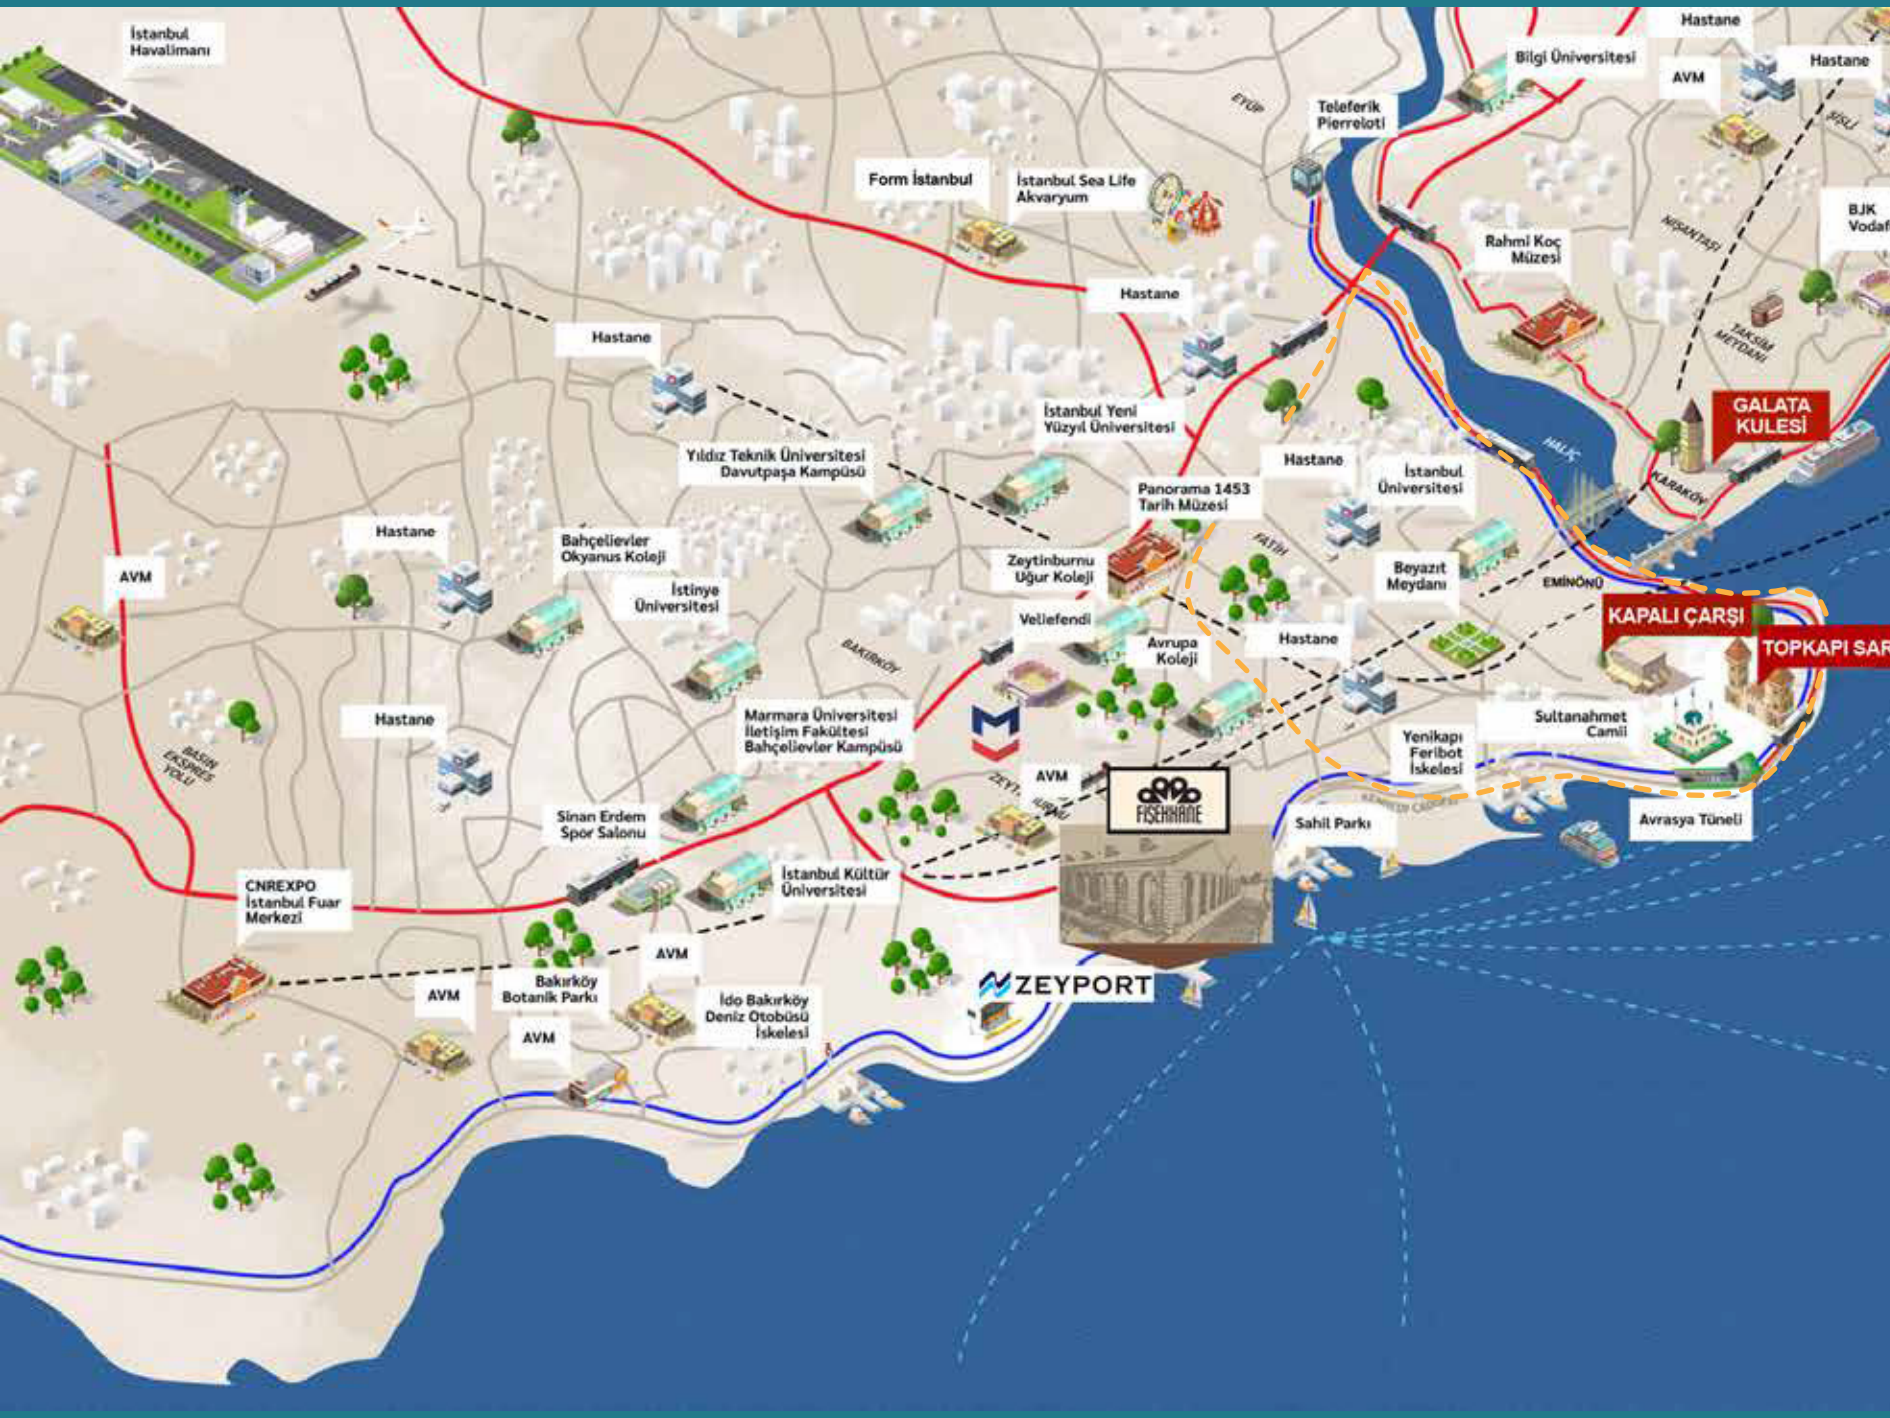 İstanbul
Havalimanı
Hastane
Bilgi Üniversitesi
AVM
Hastane
EYÜP
Teleferik
Pierreloti
ŞİŞLİ
Form İstanbul
İstanbul Sea Life
Akvaryum
BJK
Vodaf
NİŞANTAŞI
Rahmi Koç
Müzesi
Hastane
Hastane
TAKSİM
MEYDANI
GALATA
KULESİ
İstanbul Yeni
Yüzyıl Üniversitesi
Yıldız Teknik Üniversitesi
Davutpaşa Kampüsü
Hastane
İstanbul
Üniversitesi
HALİÇ
KARAKÖY
Panorama 1453
Tarih Müzesi
Hastane
Bahçelievler
Okyanus Koleji
FATİH
Zeytinburnu
Uğur Koleji
Beyazıt
Meydanı
EMİNÖNÜ
AVM
İstinye
Üniversitesi
KAPALI ÇARŞI
Veliefendi
Avrupa
Koleji
Hastane
TOPKAPI SAR
BAKIRKÖY
Hastane
Marmara Üniversitesi
İletişim Fakültesi
Bahçelievler Kampüsü
Sultanahmet
Camii
Yenikapı
Feribot
İskelesi
BASIN
EKSPRES
YOLU
AVM
FİŞEKHANE
KENNEDY CADDESİ
Sinan Erdem
Spor Salonu
Sahil Parkı
Avrasya Tüneli
İstanbul Kültür
Üniversitesi
CNREXPO
İstanbul Fuar
Merkezi
AVM
ZEYPORT
Bakırköy
Botanik Parkı
AVM
İdo Bakırköy
Deniz Otobüsü
İskelesi
AVM